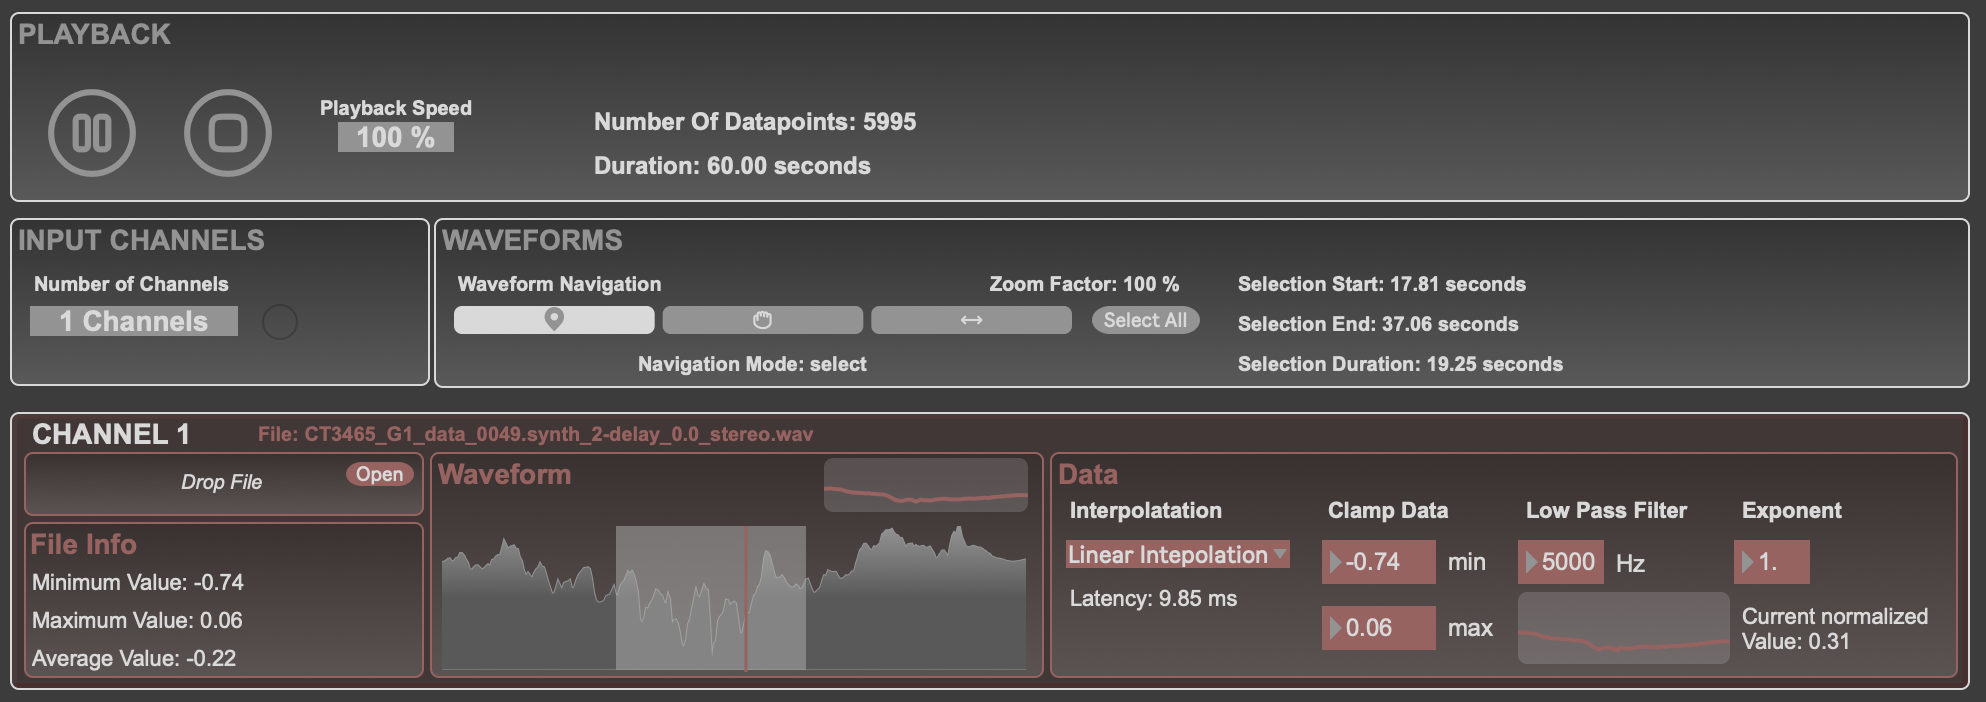 PLAYBACK
Playback Speed
100 %
Number Of Datapoints: 5995
Duration: 60.00 seconds
INPUT CHANNELS
Number of Channels
1 Channels
WAVEFORMS
Waveform Navigation
Zoom Factor: 100 %
Select All
Navigation Mode: select
Selection Start: 17.81 seconds
Selection End: 37.06 seconds
Selection Duration: 19.25 seconds
CHANNEL 1
File: CT3465_G1_data_0049.synth_2-delay_0.0_stereo.wav
Drop File
Open
File Info
Minimum Value: -0.74
Maximum Value: 0.06
Average Value: -0.22
Waveform
Data
Interpolatation
Linear Intepolation
Latency: 9.85 ms
Clamp Data
-0.74 min
0.06 max
Low Pass Filter
5000 Hz
Exponent
1.
Current normalized
Value: 0.31